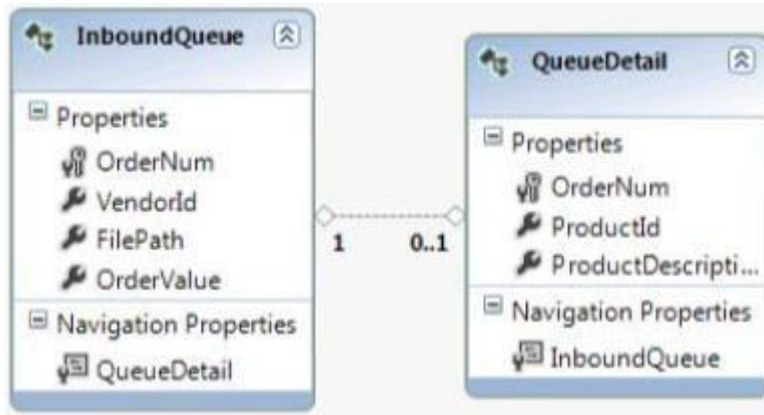 InboundQueue
Properties
OrderNum
VendorId
FilePath
OrderValue
Navigation Properties
QueueDetail
1
0..1
QueueDetail
Properties
OrderNum
ProductId
ProductDescripti...
Navigation Properties
InboundQueue